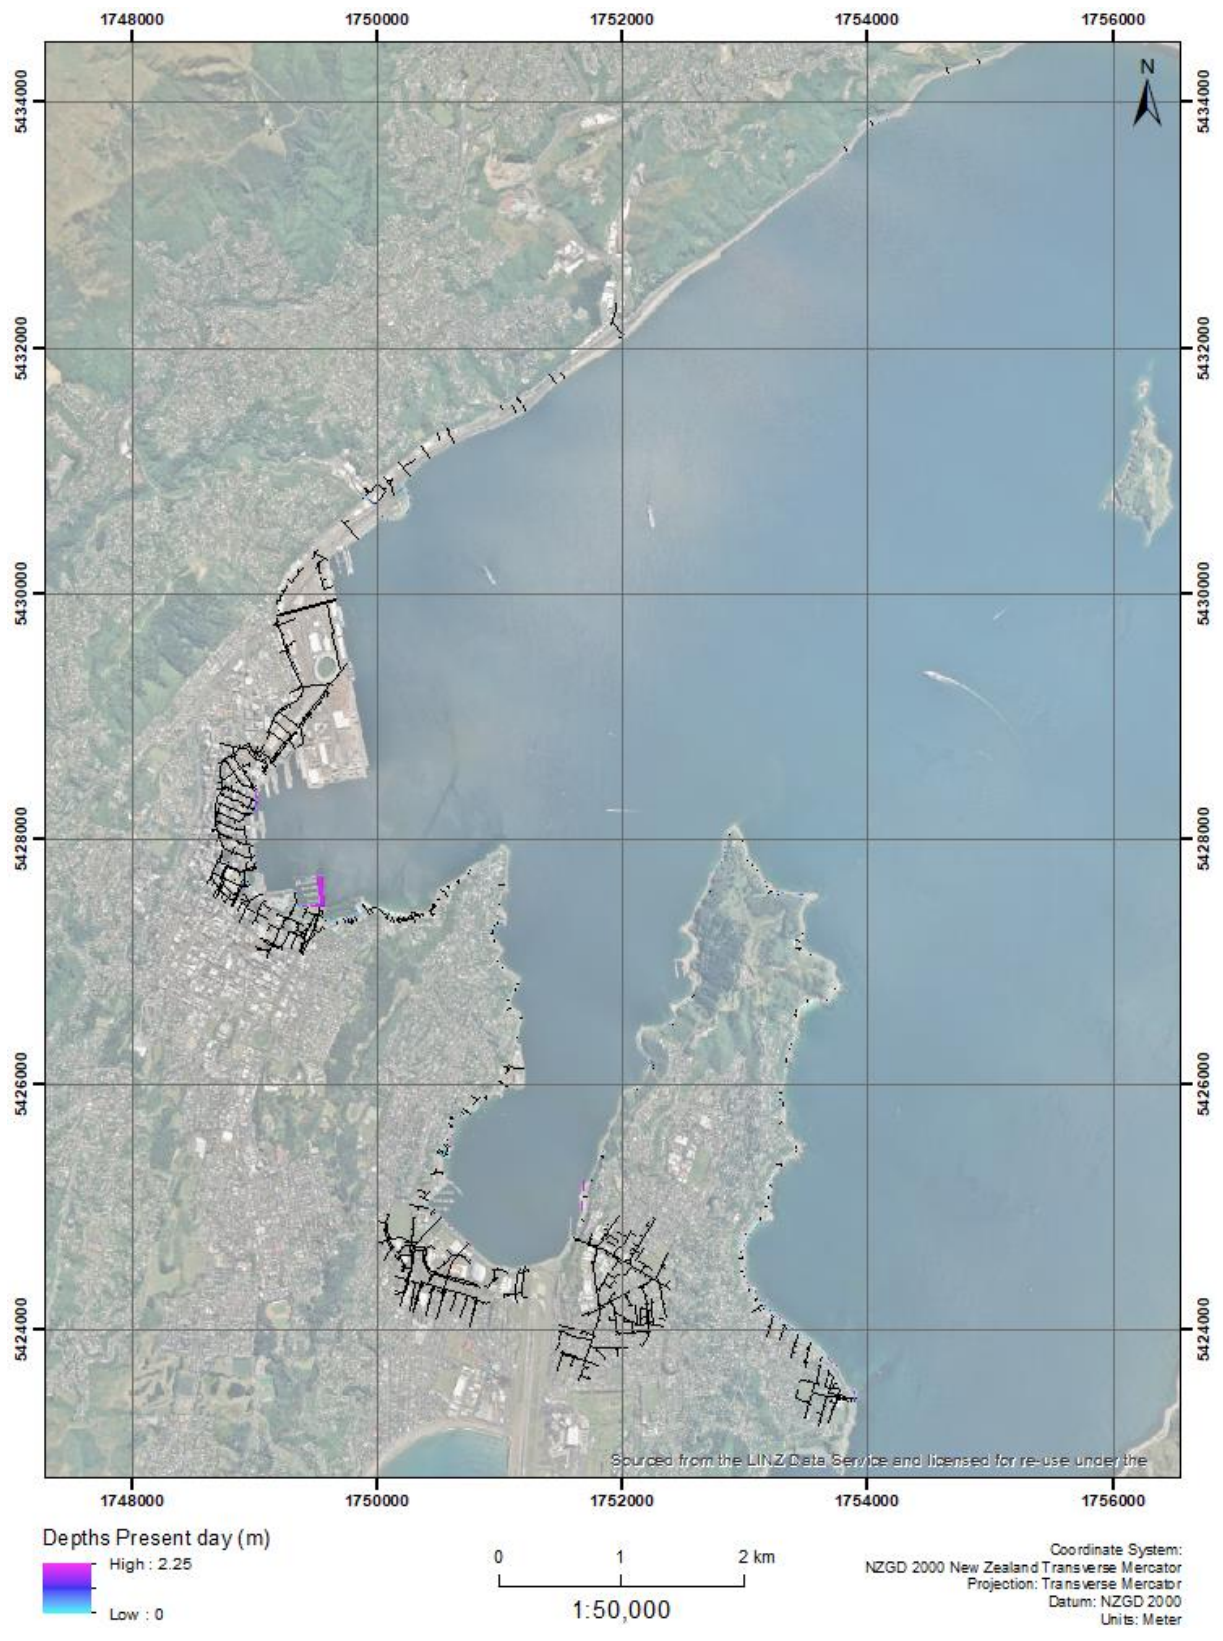 1748000 1750000 1752000 1754000 1756000
N
5434000 5434000
5432000 5432000
5430000 5430000
5428000 5428000
5426000 5426000
5424000 5424000
Sourced from the LINZ Data Service and licensed for re-use under the
1748000 1750000 1752000 1754000 1756000
Depths Present day (m)
High : 2.25
Low : 0
0 1 2 km
1:50,000
Coordinate System:
NZGD 2000 New Zealand Transverse Mercator
Projection: Transverse Mercator
Datum: NZGD 2000
Units: Meter